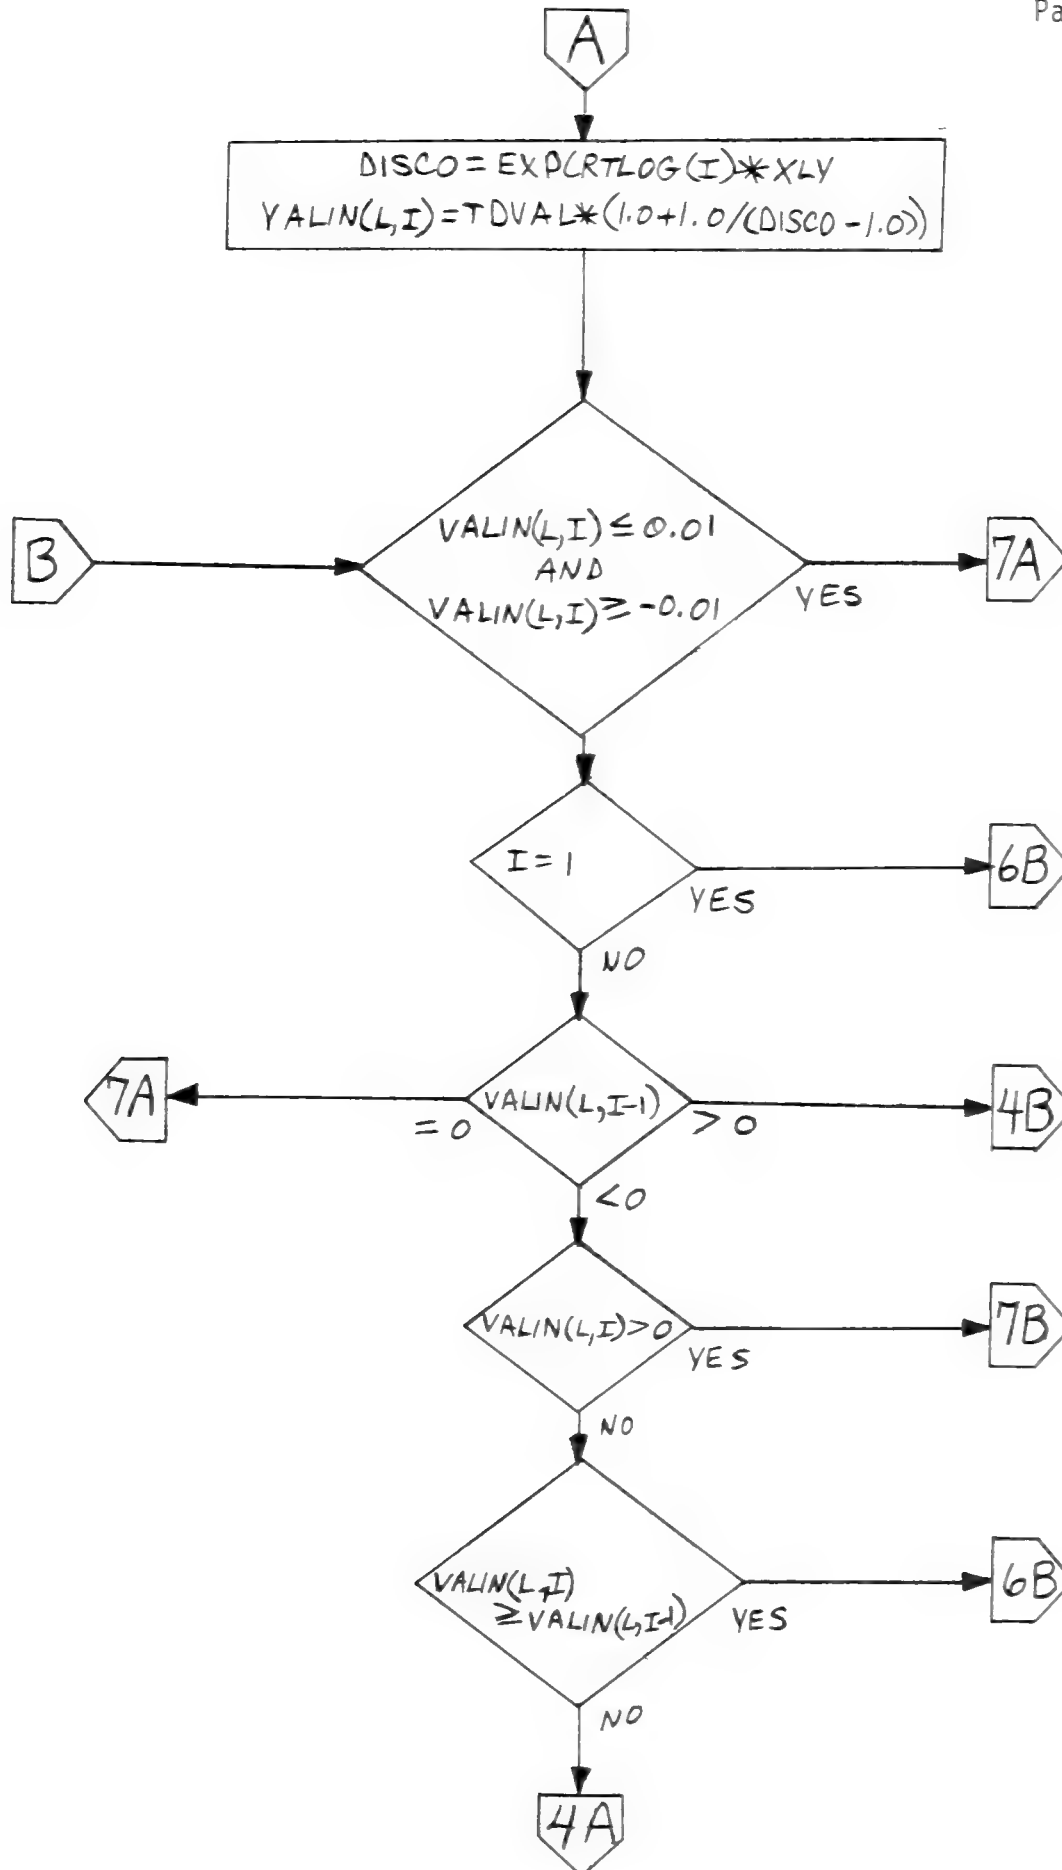 Pa
A
DISCO=EXP(RTLOG(I)*XLY
VALIN(L,I)=TDVAL*(1.0+1.0/(DISCO-1.0))
B
VALIN(L,I)≤0.01
AND
VALIN(L,I)≥-0.01
YES
7A
I=1
YES
6B
NO
7A
=0
VALIN(L,I-1)
>0
4B
<0
VALIN(L,I)>0
YES
7B
NO
VALIN(L,I)
≥VALIN(L,I-1)
YES
6B
NO
4A